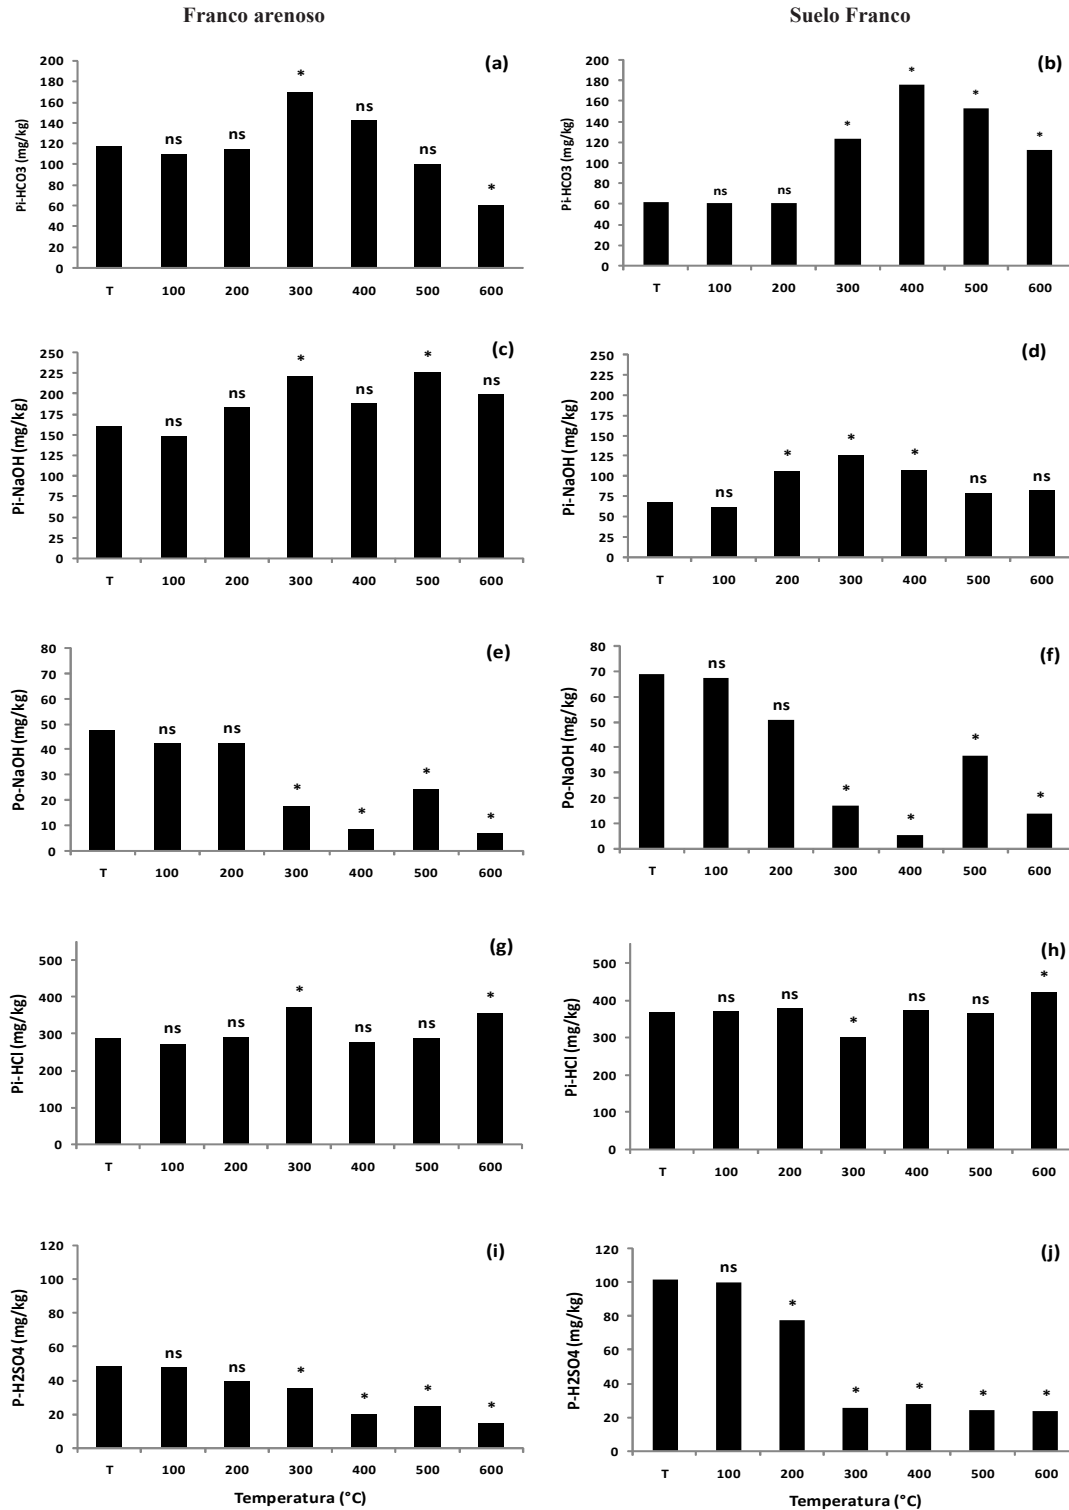 Franco arenoso
Suelo Franco
(a)
Pi-HCO3 (mg/kg)
200
180
160
140
120
100
80
60
40
20
0
ns
ns
*
ns
ns
*
T 100 200 300 400 500 600
(b)
Pi-HCO3 (mg/kg)
200
180
160
140
120
100
80
60
40
20
0
ns
ns
*
*
*
*
T 100 200 300 400 500 600
(c)
Pi-NaOH (mg/kg)
250
225
200
175
150
125
100
75
50
25
0
ns
ns
*
ns
*
ns
T 100 200 300 400 500 600
(d)
Pi-NaOH (mg/kg)
250
225
200
175
150
125
100
75
50
25
0
ns
*
*
*
ns
ns
T 100 200 300 400 500 600
(e)
Po-NaOH (mg/kg)
80
70
60
50
40
30
20
10
0
ns
ns
*
*
*
*
T 100 200 300 400 500 600
(f)
Po-NaOH (mg/kg)
80
70
60
50
40
30
20
10
0
ns
ns
*
*
*
*
T 100 200 300 400 500 600
(g)
Pi-HCl (mg/kg)
500
400
300
200
100
0
ns
ns
*
ns
ns
*
T 100 200 300 400 500 600
(h)
Pi-HCl (mg/kg)
500
400
300
200
100
0
ns
ns
*
ns
ns
*
T 100 200 300 400 500 600
(i)
P-H2SO4 (mg/kg)
120
100
80
60
40
20
0
ns
ns
*
*
*
*
T 100 200 300 400 500 600
Temperatura (°C)
(j)
P-H2SO4 (mg/kg)
120
100
80
60
40
20
0
ns
*
*
*
*
*
T 100 200 300 400 500 600
Temperatura (°C)